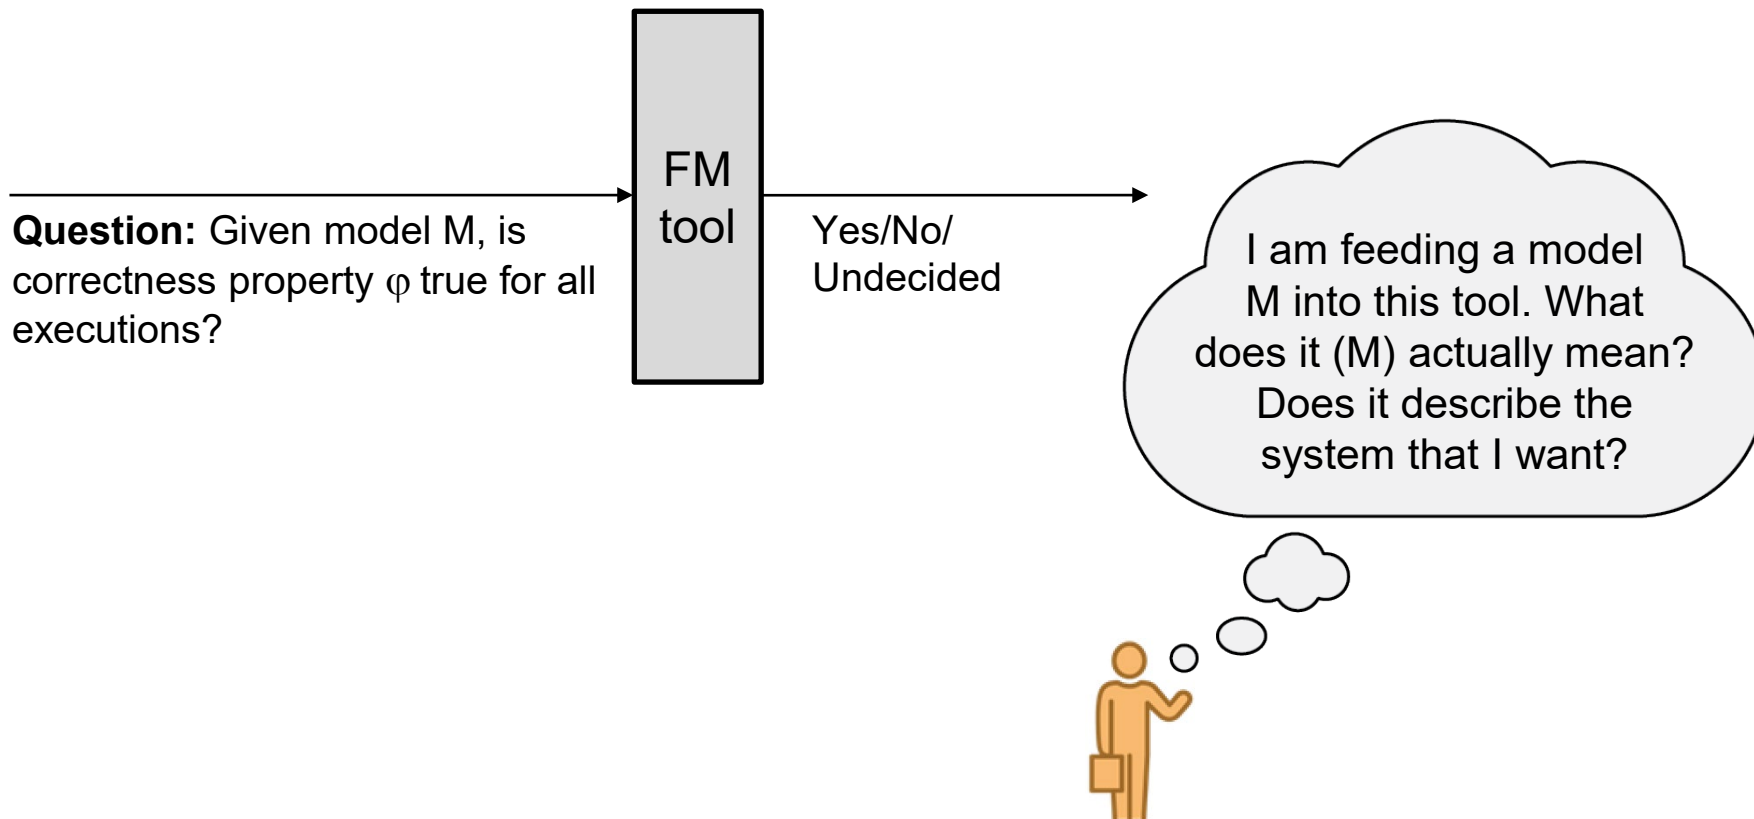 FM
tool
Question: Given model M, is
correctness property φ true for all
executions?
Yes/No/
Undecided
I am feeding a model
M into this tool. What
does it (M) actually mean?
Does it describe the
system that I want?